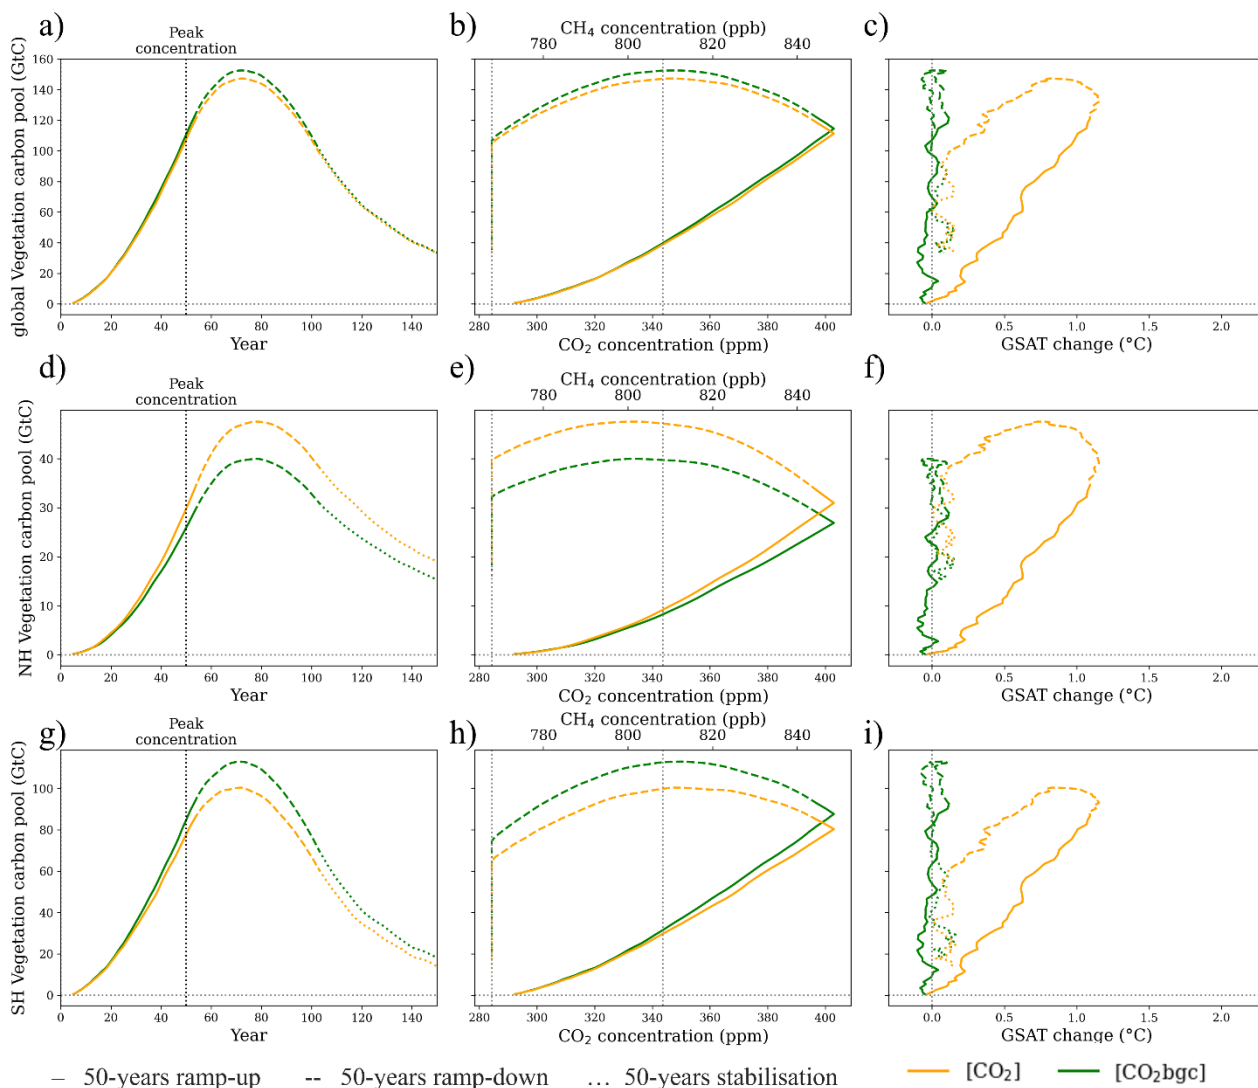 a)
Peak
concentration
global Vegetation carbon pool (GtC)
0 20 40 60 80 100 120 140 160
0 20 40 60 80 100 120 140
Year
b)
CH₄ concentration (ppb)
780 800 820 840
280 300 320 340 360 380 400
CO₂ concentration (ppm)
c)
0.0 0.5 1.0 1.5 2.0
GSAT change (°C)
d)
Peak
concentration
NH Vegetation carbon pool (GtC)
0 10 20 30 40
0 20 40 60 80 100 120 140
Year
e)
CH₄ concentration (ppb)
780 800 820 840
280 300 320 340 360 380 400
CO₂ concentration (ppm)
f)
0.0 0.5 1.0 1.5 2.0
GSAT change (°C)
g)
Peak
concentration
SH Vegetation carbon pool (GtC)
0 20 40 60 80 100
0 20 40 60 80 100 120 140
Year
h)
CH₄ concentration (ppb)
780 800 820 840
280 300 320 340 360 380 400
CO₂ concentration (ppm)
i)
0.0 0.5 1.0 1.5 2.0
GSAT change (°C)
– 50-years ramp-up -- 50-years ramp-down … 50-years stabilisation
[CO₂] [CO₂bgc]